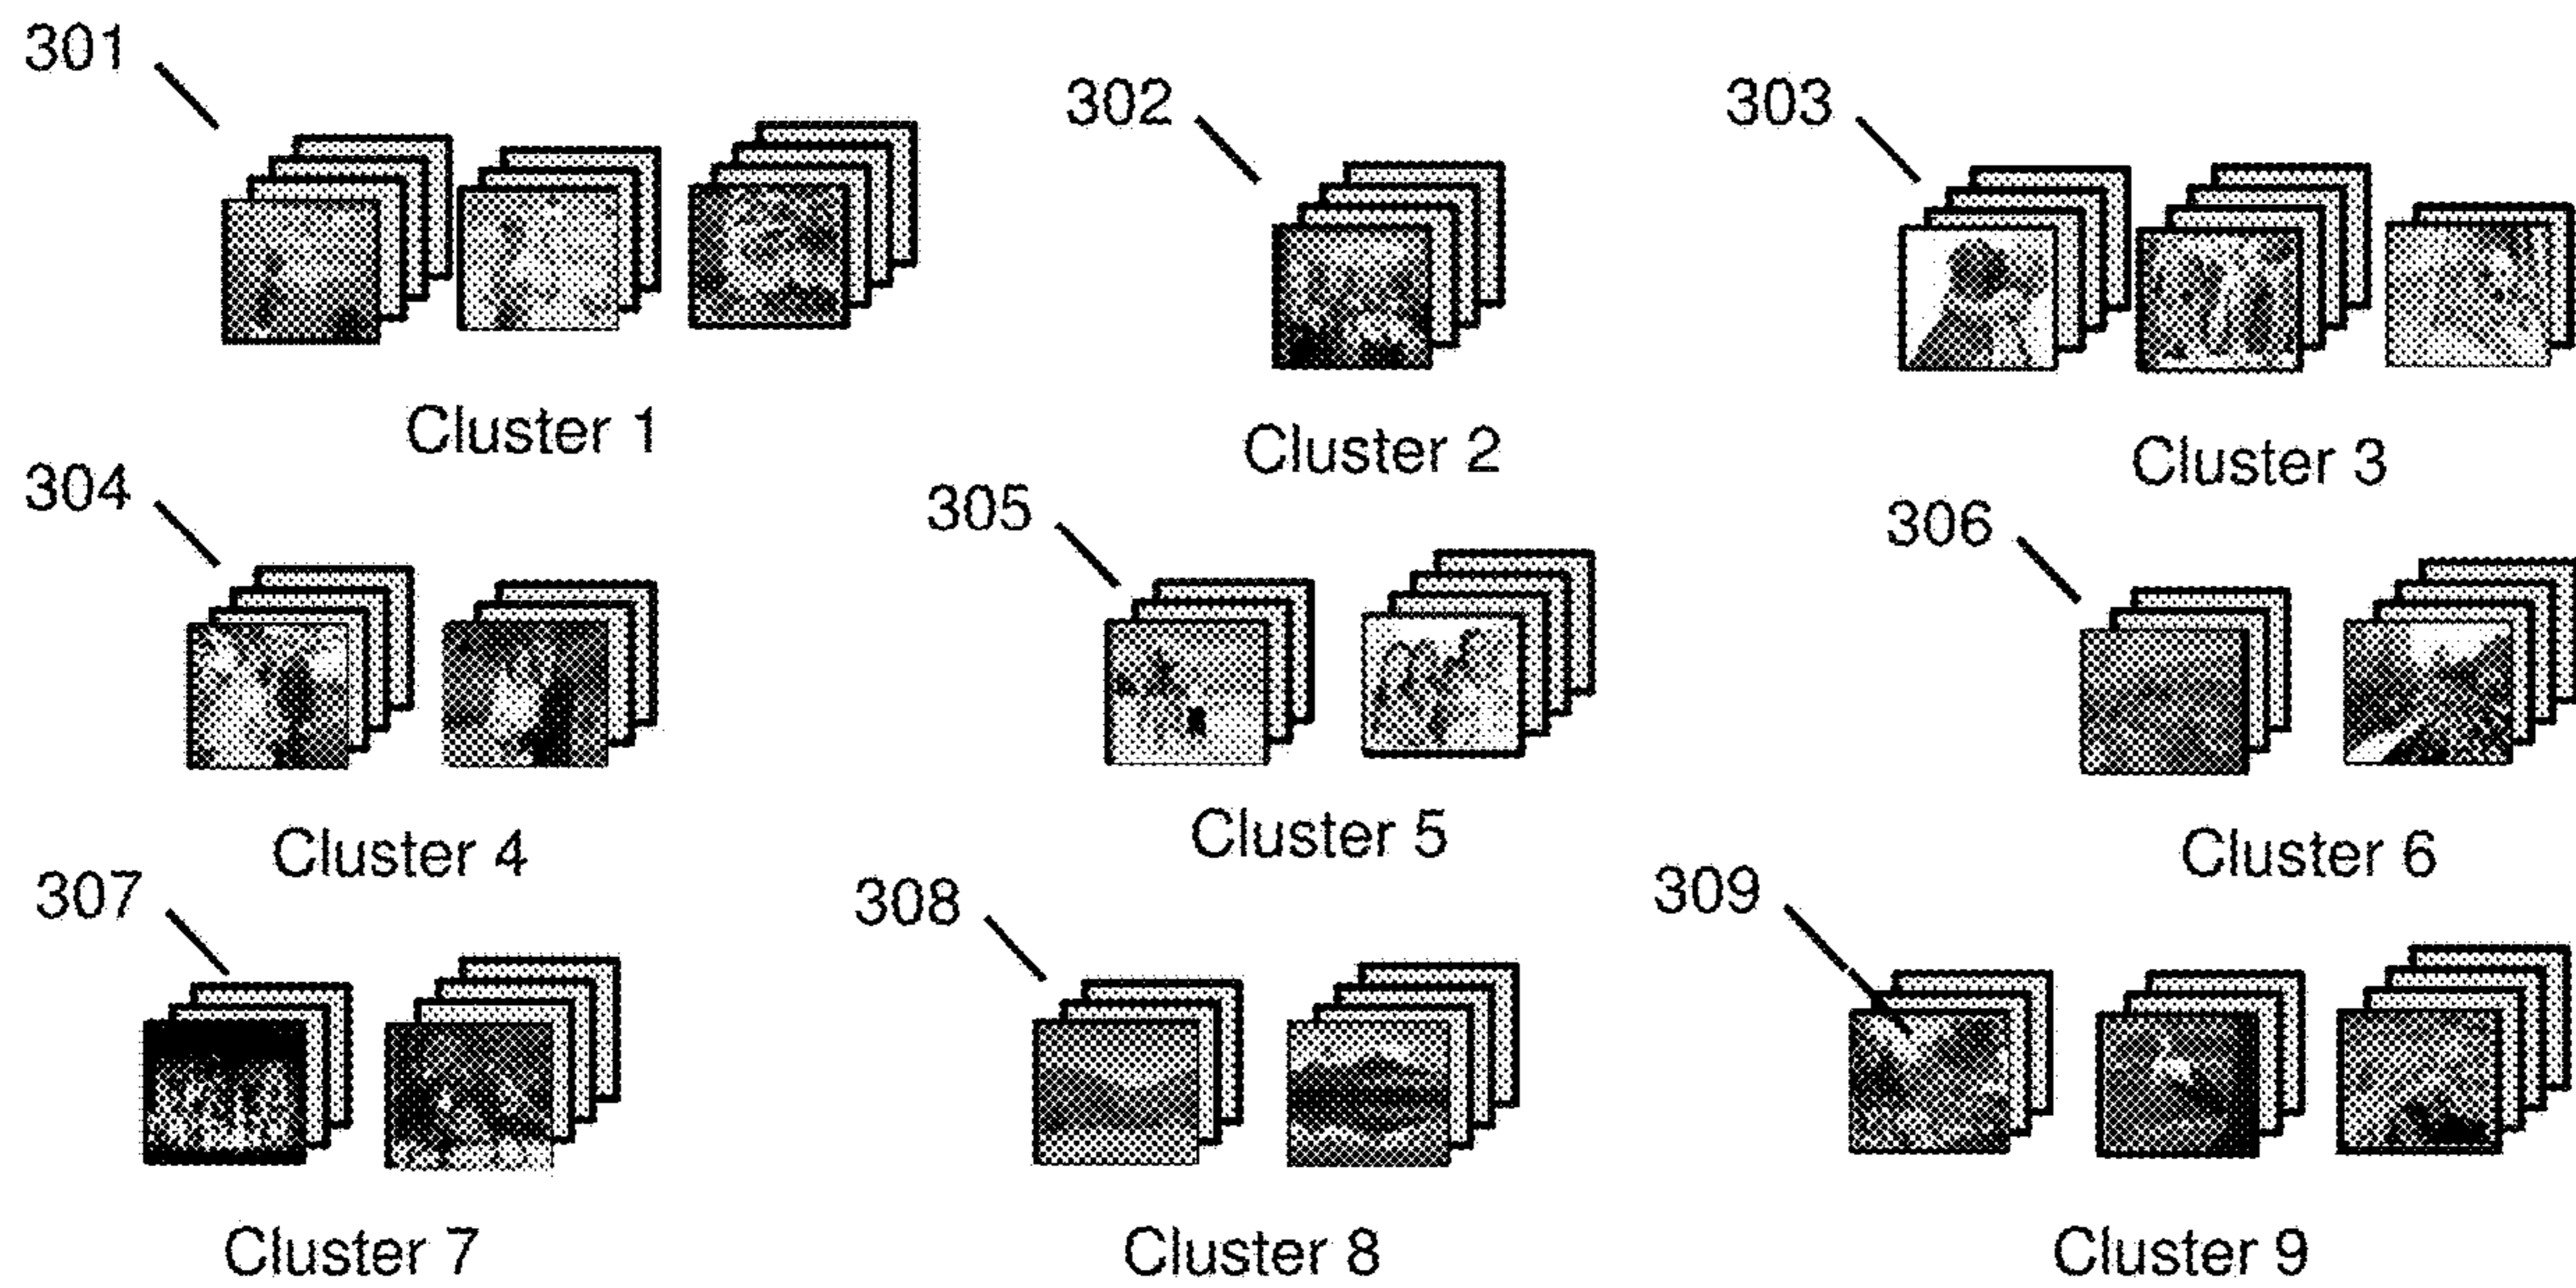 301
302
303
Cluster 1
Cluster 2
Cluster 3
304
305
306
Cluster 4
Cluster 5
Cluster 6
307
308
309
Cluster 7
Cluster 8
Cluster 9